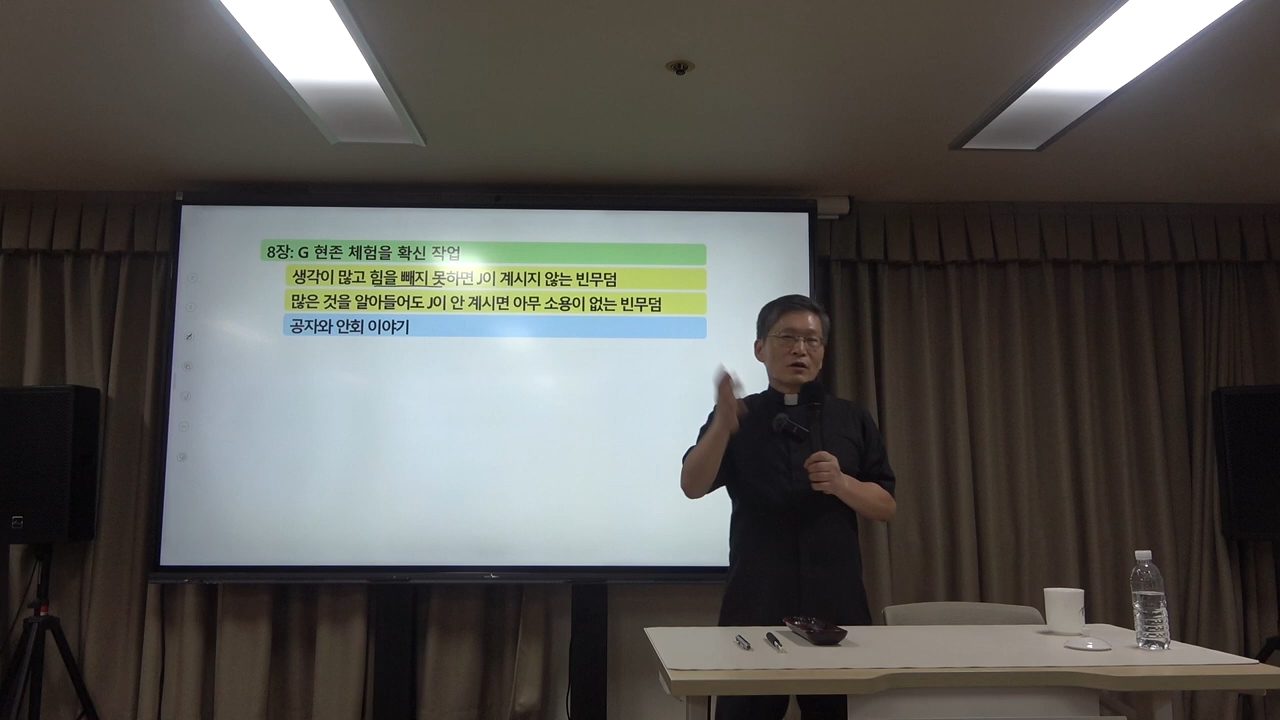 8장: G 현존 체험을 확신 작업
생각이 많고 힘을 빼지 못하면 J이 계시지 않는 빈무덤
많은 것을 알아들어도 J이 안 계시면 아무 소용이 없는 빈무덤
공자와 안회 이야기